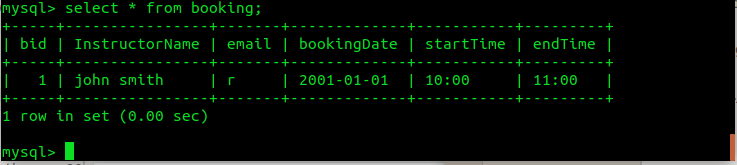 mysql> select * from booking;
+-----+----------------+-------+-------------+-----------+---------+
| bid | InstructorName | email | bookingDate | startTime | endTime |
+-----+----------------+-------+-------------+-----------+---------+
|   1 | john smith     | r     | 2001-01-01  | 10:00     | 11:00   |
+-----+----------------+-------+-------------+-----------+---------+
1 row in set (0.00 sec)
mysql>